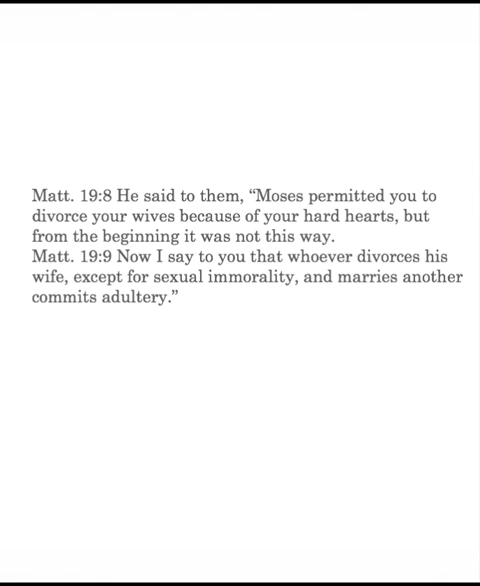 Matt. 19:8 He said to them, “Moses permitted you to
divorce your wives because of your hard hearts, but
from the beginning it was not this way.
Matt. 19:9 Now I say to you that whoever divorces his
wife, except for sexual immorality, and marries another
commits adultery.”